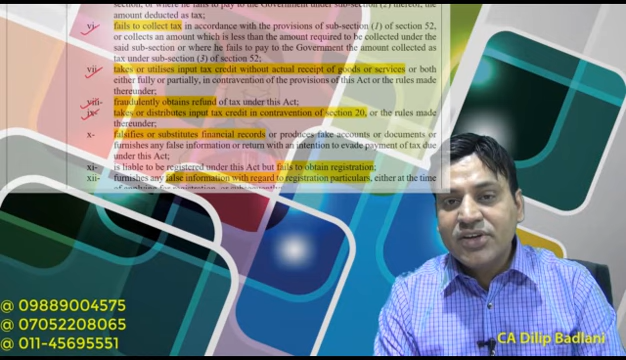 section, or where he fails to pay to the Government under sub-section (3) thereof, the
amount deducted as tax;
vi- fails to collect tax in accordance with the provisions of sub-section (1) of section 52,
or collects an amount which is less than the amount required to be collected under the
said sub-section or where he fails to pay to the Government the amount collected as
tax under sub-section (3) of section 52;
vii- takes or utilises input tax credit without actual receipt of goods or services or both
either fully or partially, in contravention of the provisions of this Act or the rules made
thereunder;
viii- fraudulently obtains refund of tax under this Act;
ix- takes or distributes input tax credit in contravention of section 20, or the rules made
thereunder;
x- falsifies or substitutes financial records or produces fake accounts or documents or
furnishes any false information or return with an intention to evade payment of tax due
under this Act;
xi- is liable to be registered under this Act but fails to obtain registration;
xii- furnishes any false information with regard to registration particulars, either at the time
of applying for registration, or subsequently;
@ 09889004575
@ 07052208065
@ 011-45695551
CA Dilip Badlani